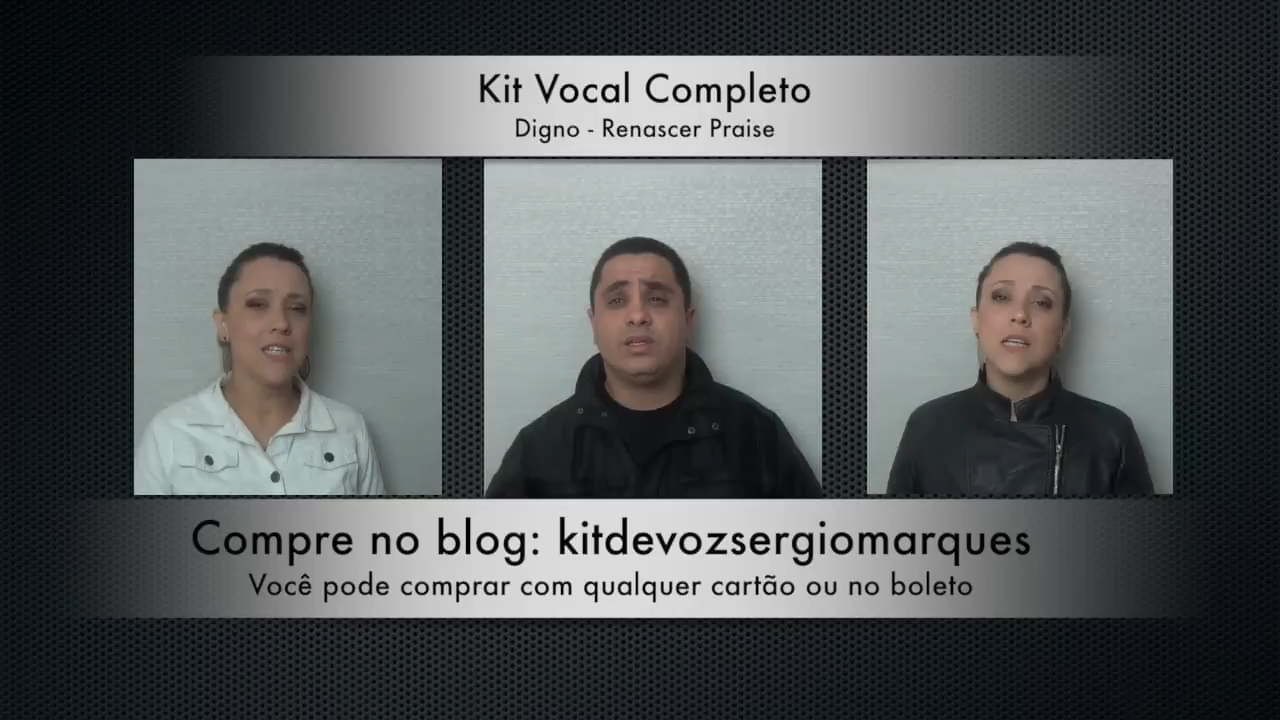 Kit Vocal Completo
Digno - Renascer Praise
Compre no blog: kitdevozsergiomarques
Você pode comprar com qualquer cartão ou no boleto